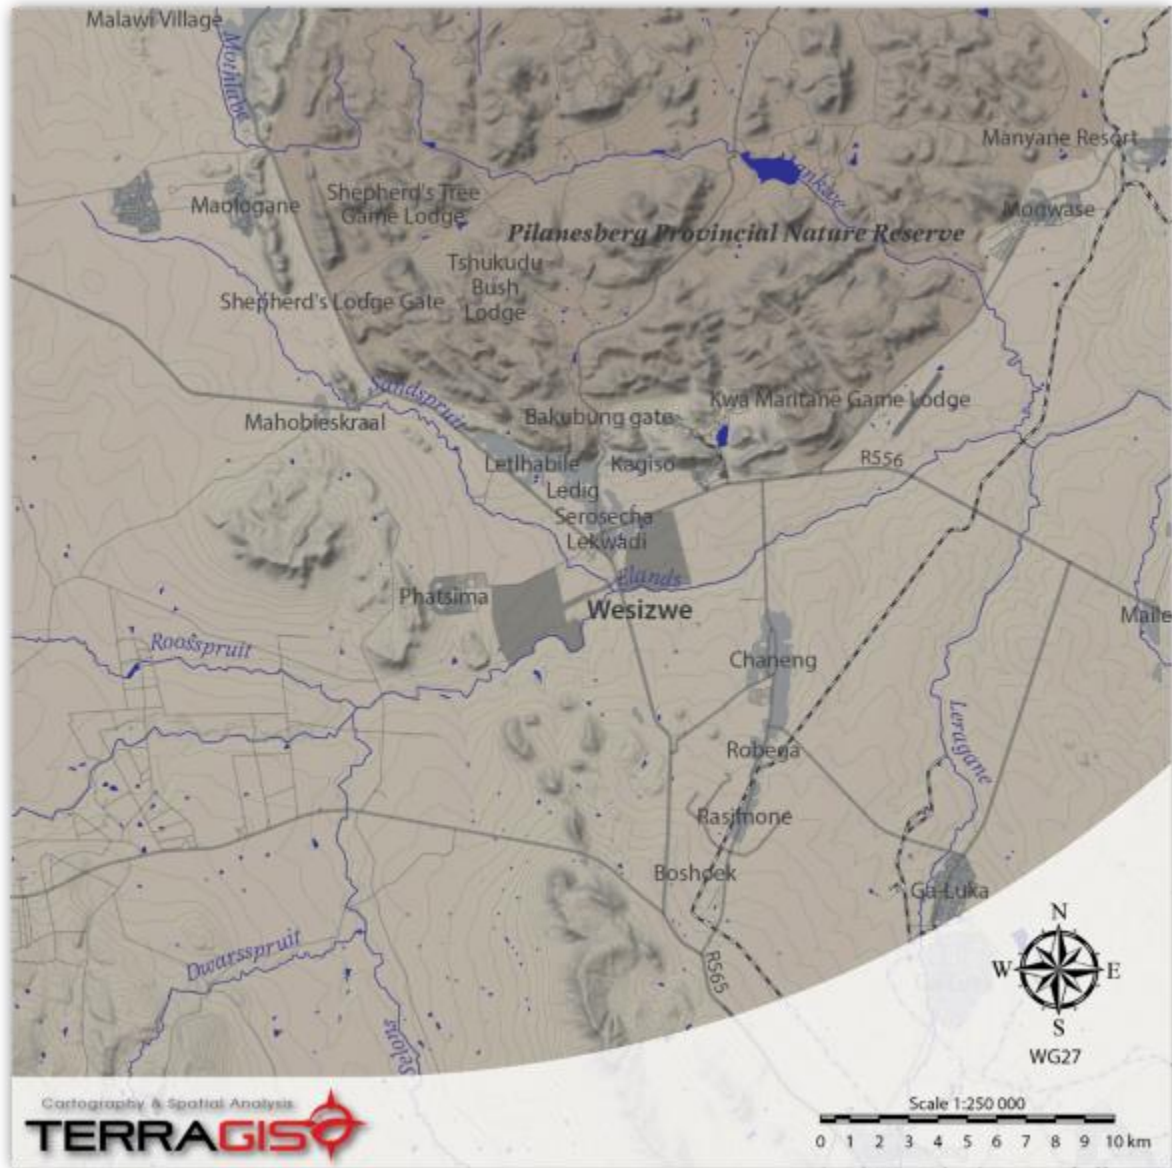 Malawi Village
Manyane Resort
Shepherd's Tree
Game Lodge
Mogwase
Pilanesberg Provincial Nature Reserve
Tshukudu
Bush
Lodge
Shepherd's Lodge Gate
Sandspruit
Kwa Maritane Game Lodge
Mahobieskraal
Bakubung gate
R556
Letlhabile
Kagiso
Ledig
Serosecha
Lekwadi
Elands
Phatsima
Wesizwe
Roosspruit
Chaneng
Leragane
Robega
Rasimone
Boshoek
Ga-Luka
Dwarsspruit
R565
Selons
N
W E
S
WG27
Cartography & Spatial Analysis
TERRAGIS
Scale 1:250 000
0 1 2 3 4 5 6 7 8 9 10 km